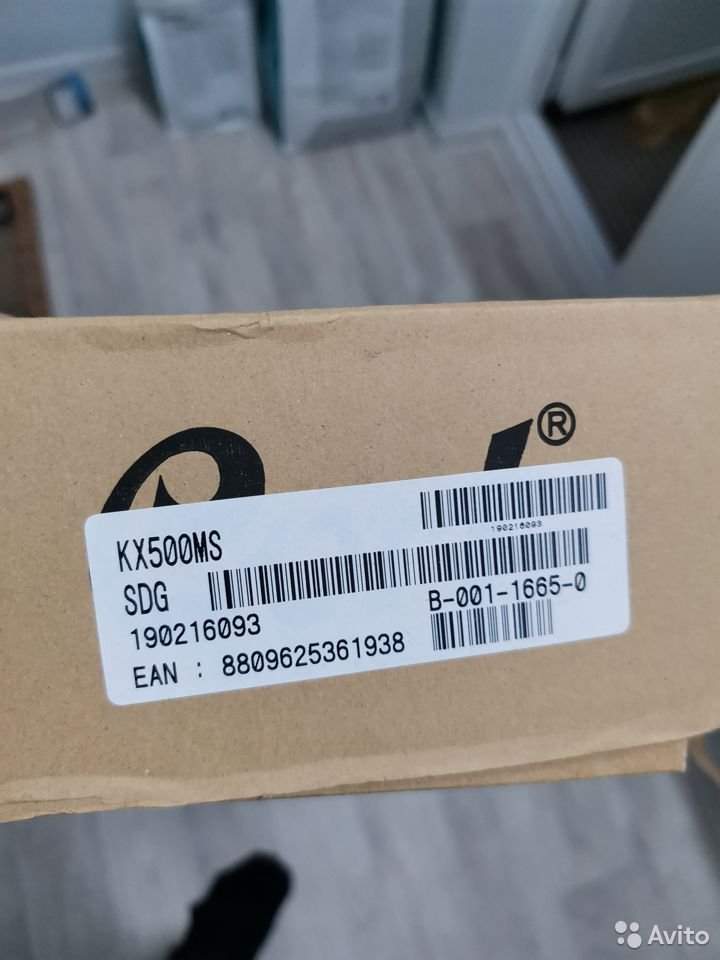 ®
190216093
KX500MS
SDG
B-001-1665-0
190216093
EAN : 8809625361938
Avito